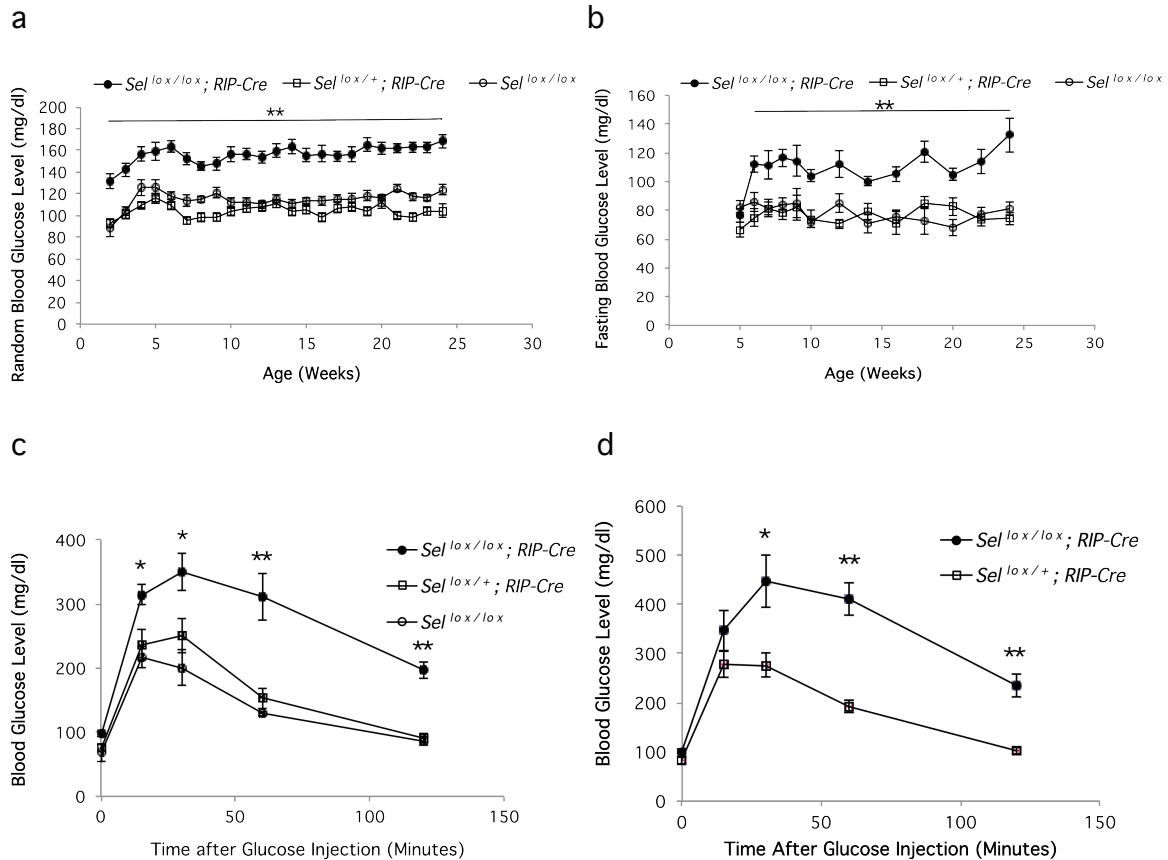 a
Sel lox/lox ; RIP-Cre Sel lox/+ ; RIP-Cre Sel lox/lox
**
Random Blood Glucose Level (mg/dl)
200
180
160
140
120
100
80
60
40
20
0
0 5 10 15 20 25 30
Age (Weeks)
b
Sel lox/lox ; RIP-Cre Sel lox/+ ; RIP-Cre Sel lox/lox
**
Fasting Blood Glucose Level (mg/dl)
160
140
120
100
80
60
40
20
0
0 5 10 15 20 25 30
Age (Weeks)
c
Sel lox/lox ; RIP-Cre
Sel lox/+ ; RIP-Cre
Sel lox/lox
* * ** **
Blood Glucose Level (mg/dl)
400
300
200
100
0
0 50 100 150
Time after Glucose Injection (Minutes)
d
Sel lox/lox ; RIP-Cre
Sel lox/+ ; RIP-Cre
* ** **
Blood Glucose Level (mg/dl)
600
500
400
300
200
100
0
0 50 100 150
Time After Glucose Injection (Minutes)